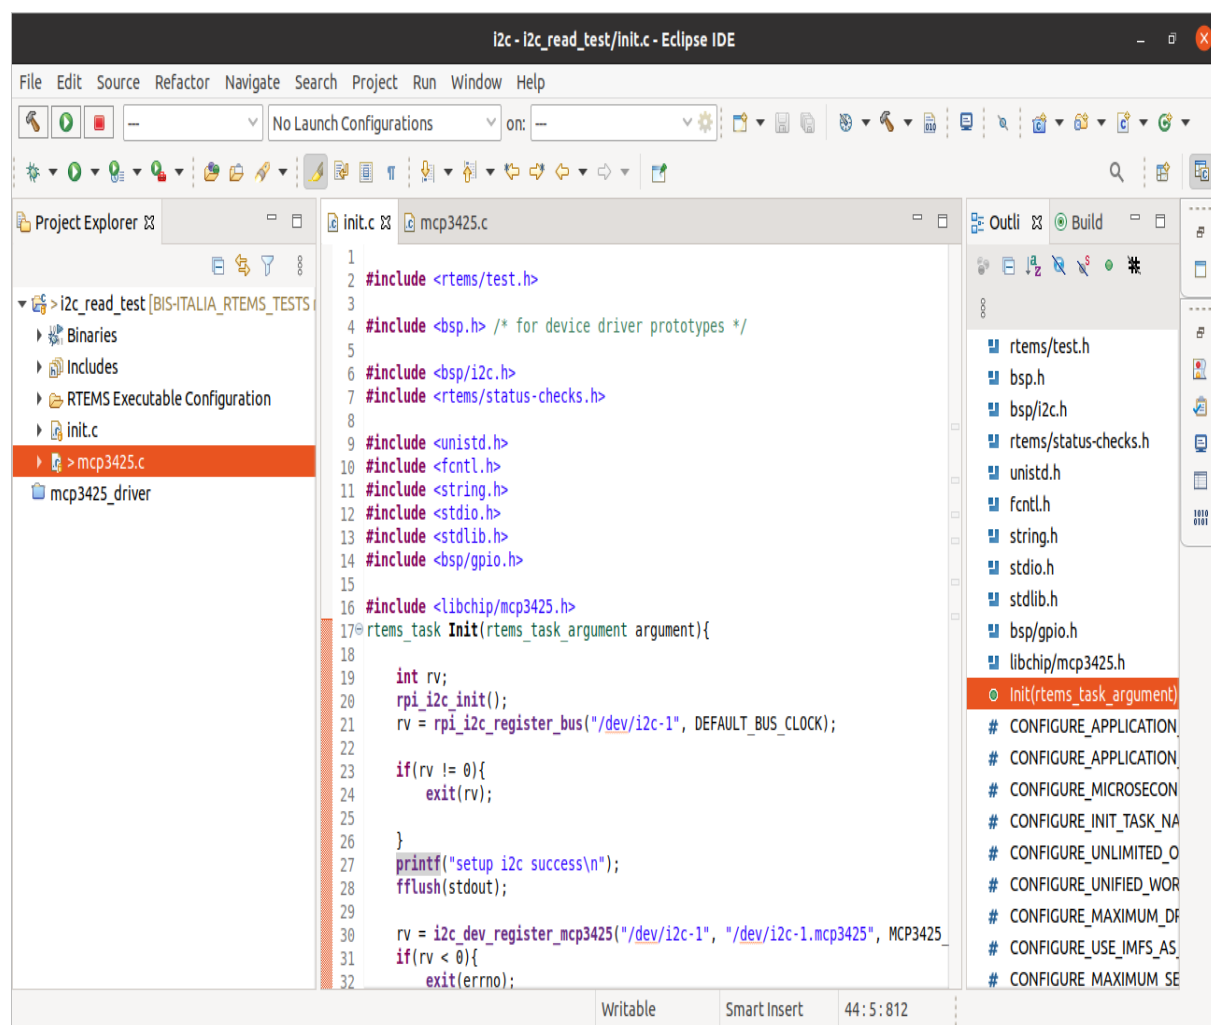 i2c - i2c_read_test/init.c - Eclipse IDE
File Edit Source Refactor Navigate Search Project Run Window Help
--- No Launch Configurations on: ---
Project Explorer
i2c_read_test [BIS-ITALIA_RTEMS_TESTS
Binaries
Includes
RTEMS Executable Configuration
init.c
> mcp3425.c
mcp3425_driver
init.c mcp3425.c
1
2 #include <rtems/test.h>
3
4 #include <bsp.h> /* for device driver prototypes */
5
6 #include <bsp/i2c.h>
7 #include <rtems/status-checks.h>
8
9 #include <unistd.h>
10 #include <fcntl.h>
11 #include <string.h>
12 #include <stdio.h>
13 #include <stdlib.h>
14 #include <bsp/gpio.h>
15
16 #include <libchip/mcp3425.h>
17 rtems_task Init(rtems_task_argument argument){
18
19 int rv;
20 rpi_i2c_init();
21 rv = rpi_i2c_register_bus("/dev/i2c-1", DEFAULT_BUS_CLOCK);
22
23 if(rv != 0){
24 exit(rv);
25
26 }
27 printf("setup i2c success\n");
28 fflush(stdout);
29
30 rv = i2c_dev_register_mcp3425("/dev/i2c-1", "/dev/i2c-1.mcp3425", MCP3425_
31 if(rv < 0){
32 exit(errno);
Outli Build
rtems/test.h
bsp.h
bsp/i2c.h
rtems/status-checks.h
unistd.h
fcntl.h
string.h
stdio.h
stdlib.h
bsp/gpio.h
libchip/mcp3425.h
Init(rtems_task_argument)
# CONFIGURE_APPLICATION_
# CONFIGURE_APPLICATION_
# CONFIGURE_MICROSECON
# CONFIGURE_INIT_TASK_NA
# CONFIGURE_UNLIMITED_O
# CONFIGURE_UNIFIED_WOR
# CONFIGURE_MAXIMUM_DR
# CONFIGURE_USE_IMFS_AS_
# CONFIGURE_MAXIMUM_SE
Writable Smart Insert 44 : 5 : 812